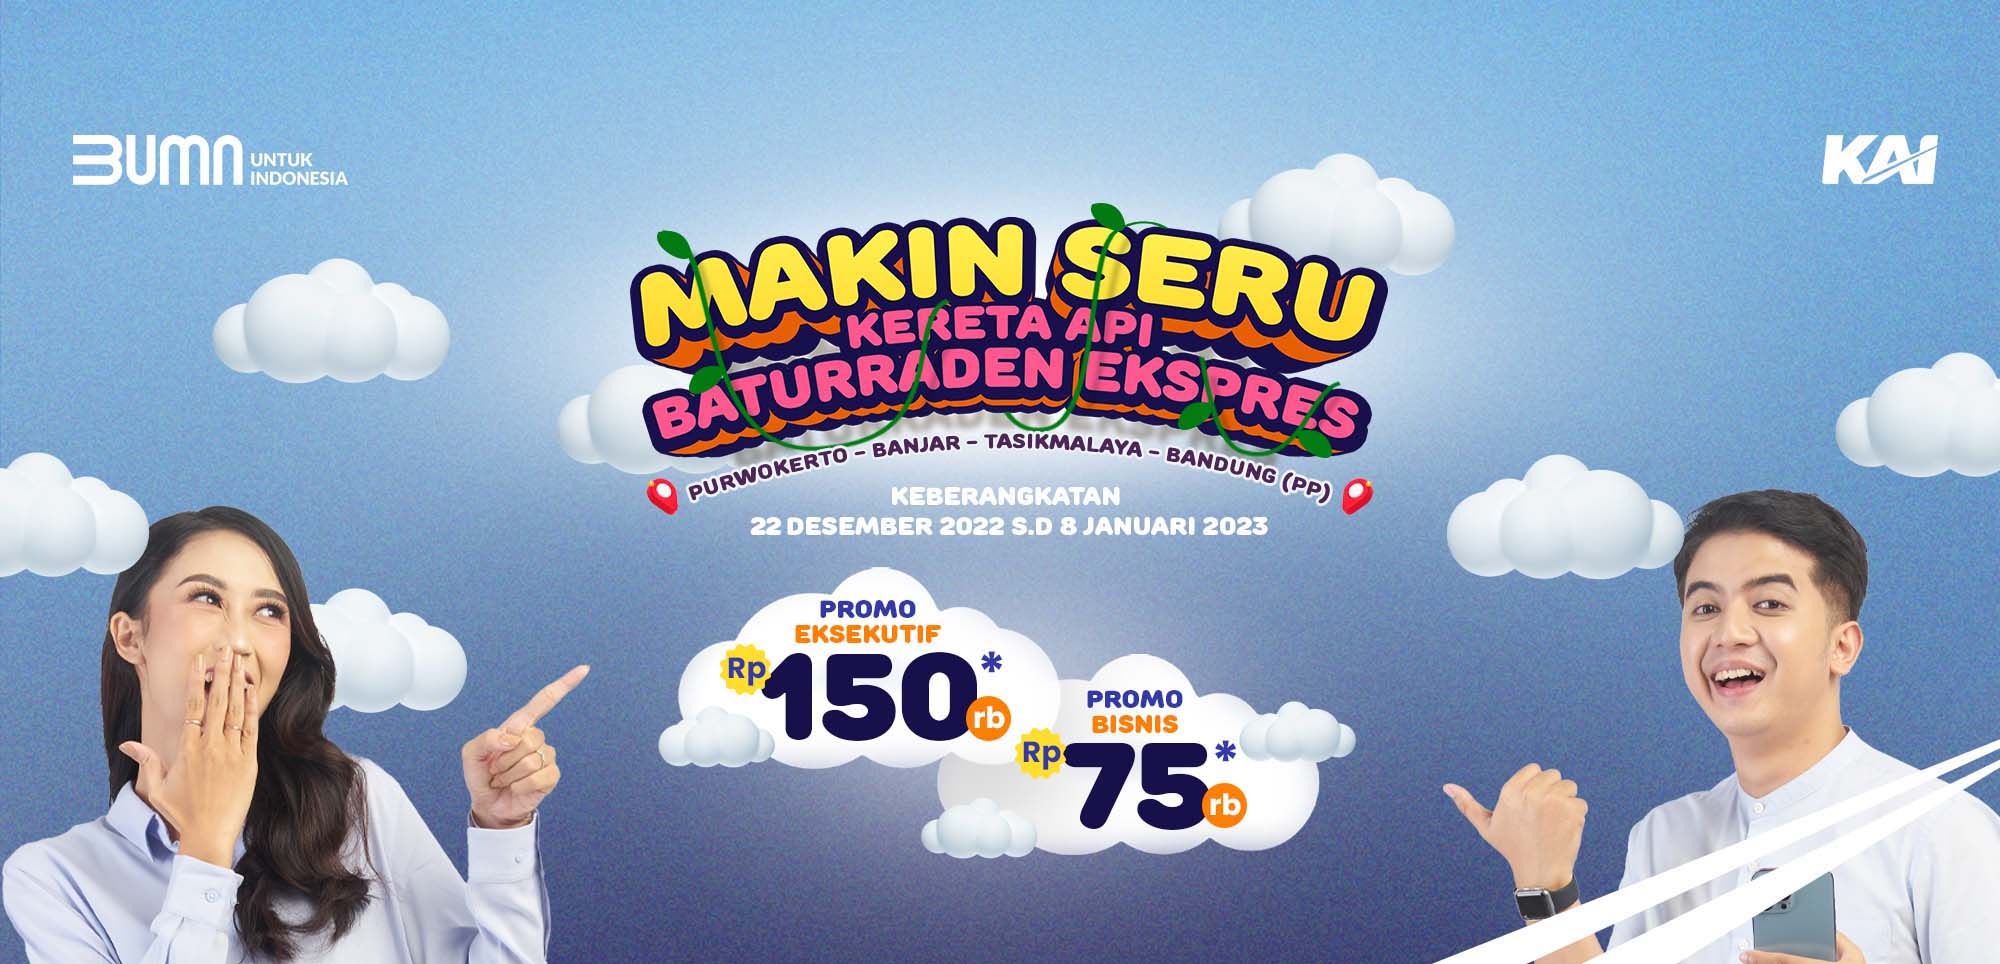 BUMN UNTUK
INDONESIA
KAI
MAKIN SERU
KERETA API
BATURRADEN EKSPRES
PURWOKERTO - BANJAR - TASIKMALAYA - BANDUNG (PP)
KEBERANGKATAN
22 DESEMBER 2022 S.D 8 JANUARI 2023
PROMO
EKSEKUTIF
Rp 150* rb
PROMO
BISNIS
Rp 75* rb